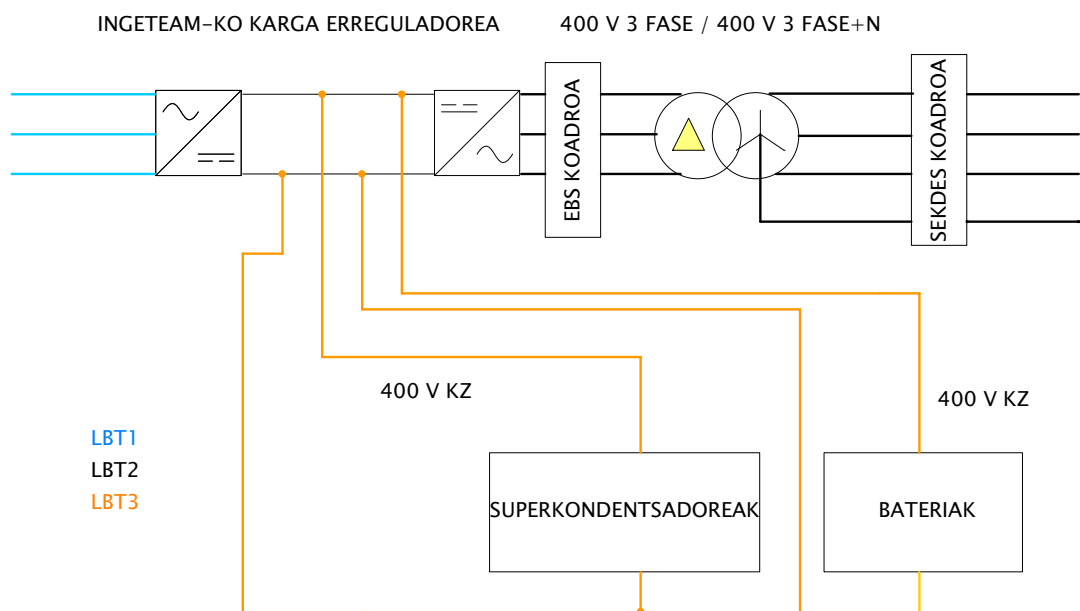 INGETEAM-KO KARGA ERREGULADOREA
400 V 3 FASE / 400 V 3 FASE+N
EBS KOADROA
SEKDES KOADROA
400 V KZ
400 V KZ
LBT1
LBT2
LBT3
SUPERKONDENTSADOREAK
BATERIAK